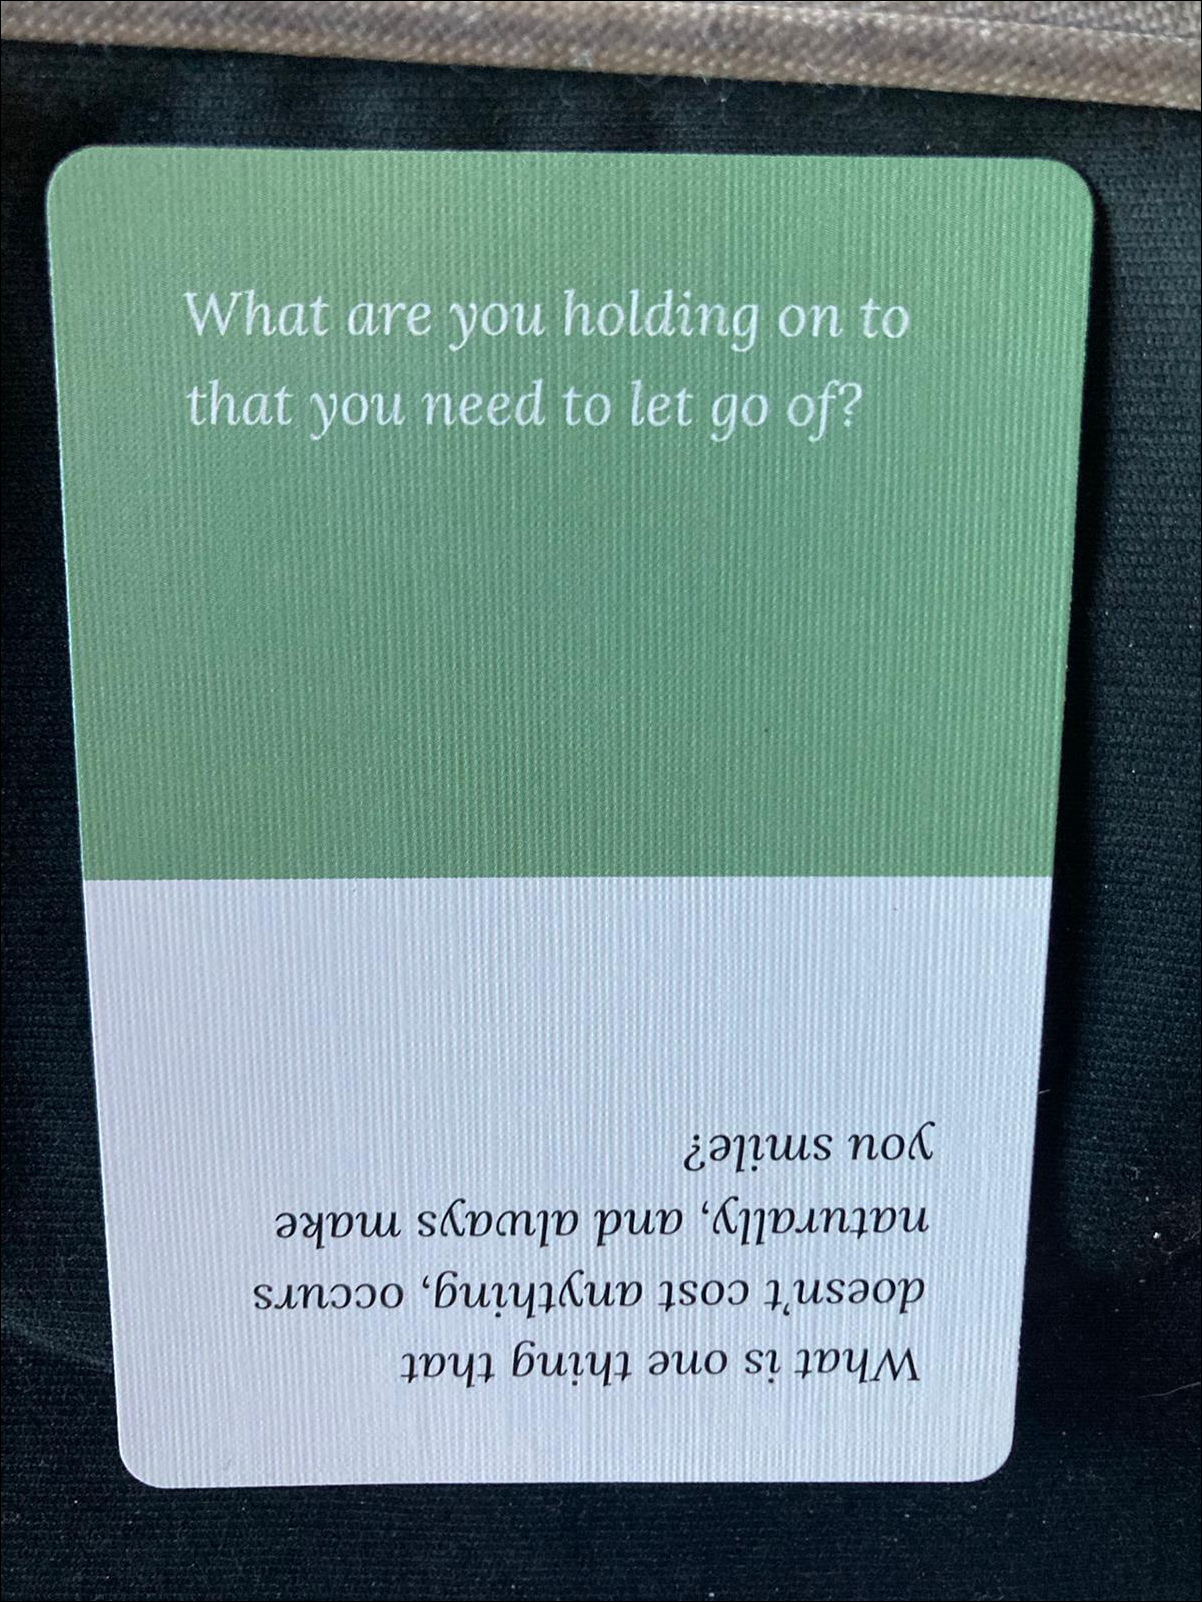 What are you holding on to
that you need to let go of?
What is one thing that
doesn't cost anything, occurs
naturally, and always make
you smile?